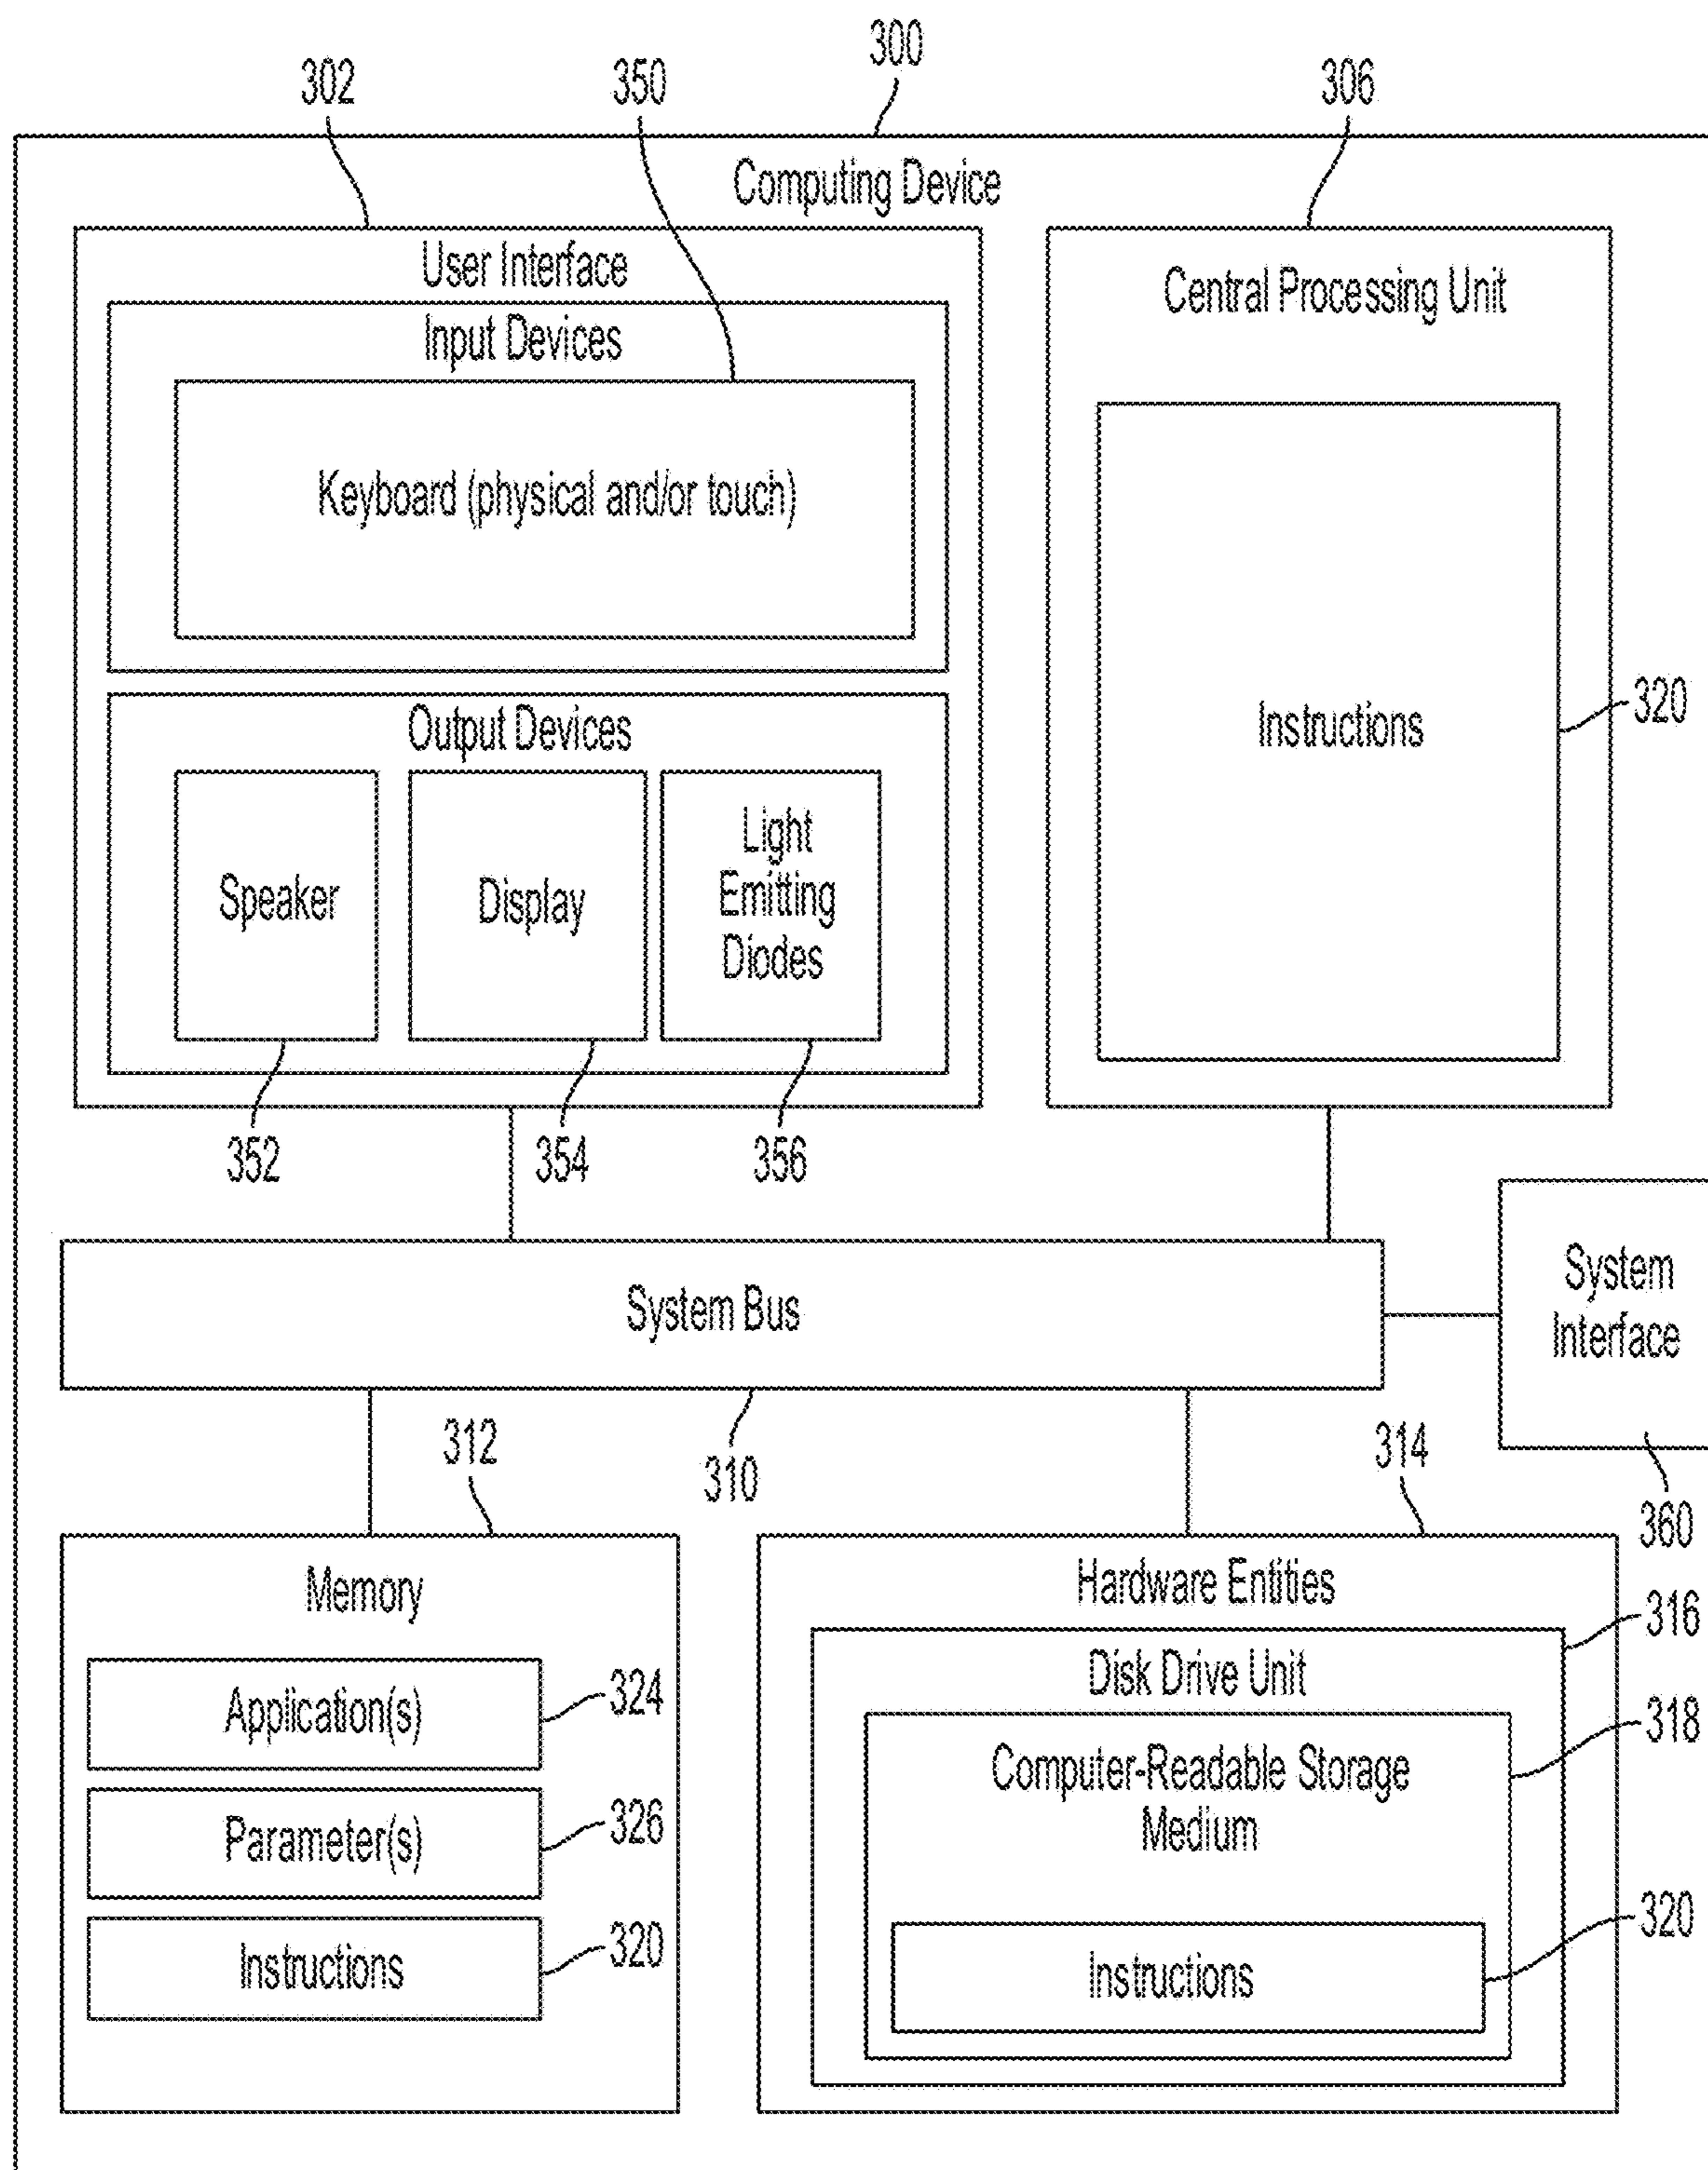 300
302
350
306
Computing Device
User Interface
Input Devices
Keyboard (physical and/or touch)
Central Processing Unit
Instructions
320
Output Devices
Speaker
Display
Light
Emitting
Diodes
352
354
356
System Bus
System
Interface
310
360
312
314
Memory
Application(s)
324
Parameter(s)
326
Instructions
320
Hardware Entities
316
Disk Drive Unit
318
Computer-Readable Storage
Medium
Instructions
320